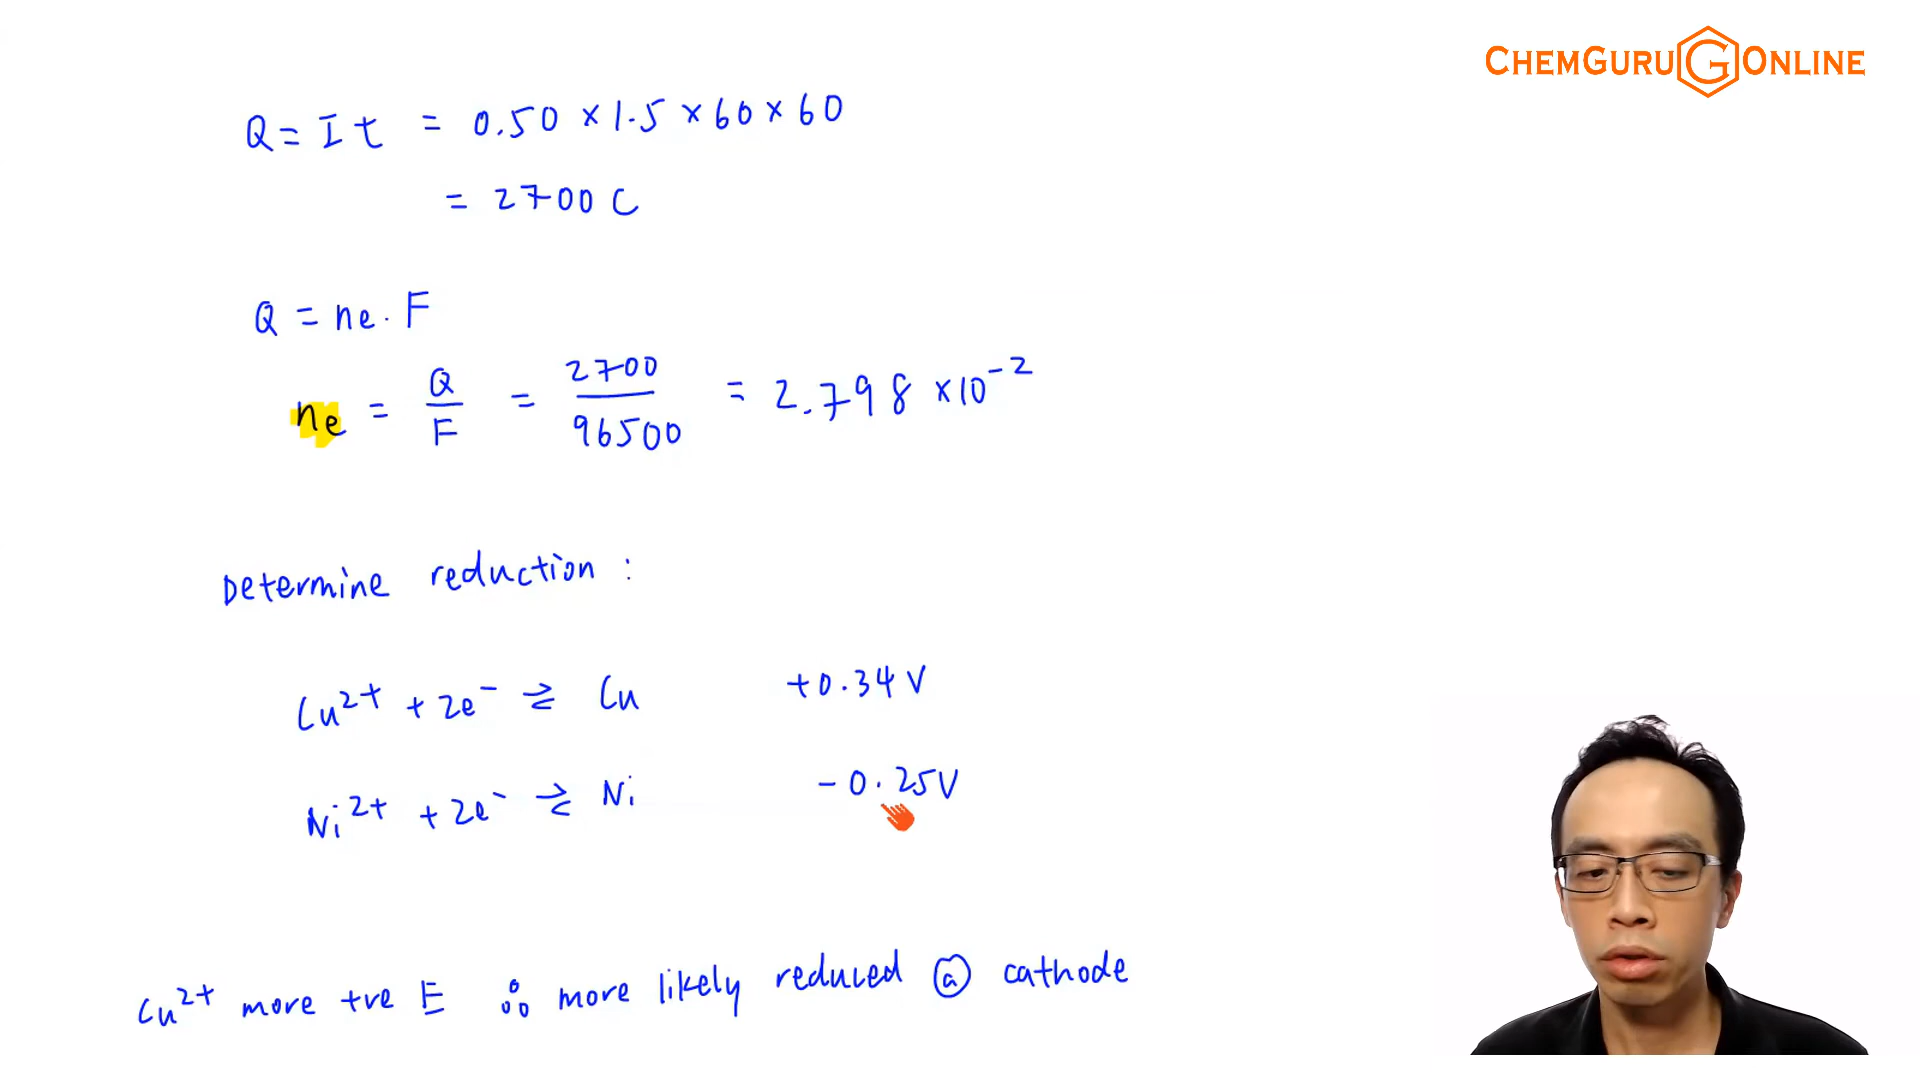 CHEMGURU G ONLINE
Q = It = 0.50 × 1.5 × 60 × 60
= 2700 C
Q = ne. F
ne = Q/F = 2700/96500 = 2.798 × 10⁻²
Determine reduction :
Cu²⁺ + 2e⁻ ⇌ Cu +0.34 V
Ni²⁺ + 2e⁻ ⇌ Ni -0.25V
Cu²⁺ more +ve E ∴ more likely reduced @ cathode